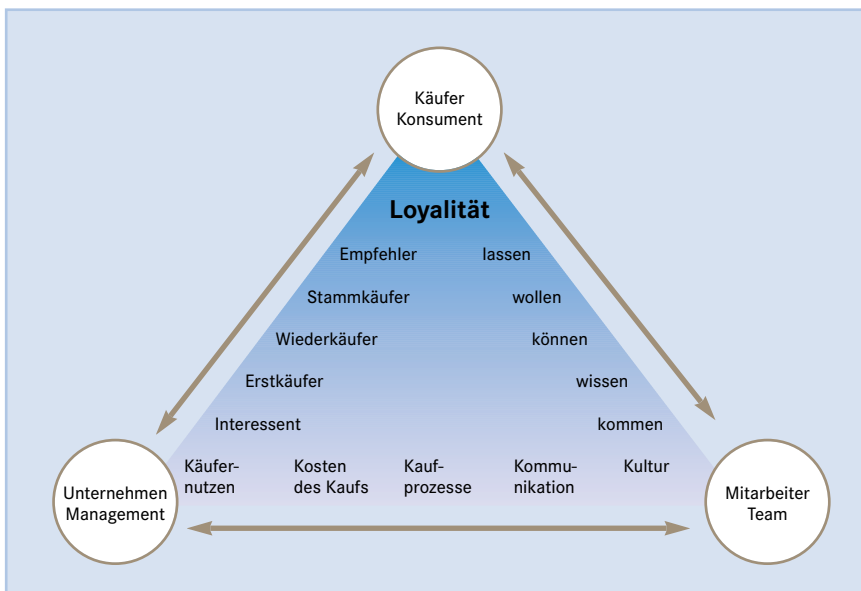 Käufer
Konsument
Loyalität
Empfehler lassen
Stammkäufer wollen
Wiederkäufer können
Erstkäufer wissen
Interessent kommen
Käufer-
nutzen
Kosten
des Kaufs
Kauf-
prozesse
Kommu-
nikation
Kultur
Unternehmen
Management
Mitarbeiter
Team